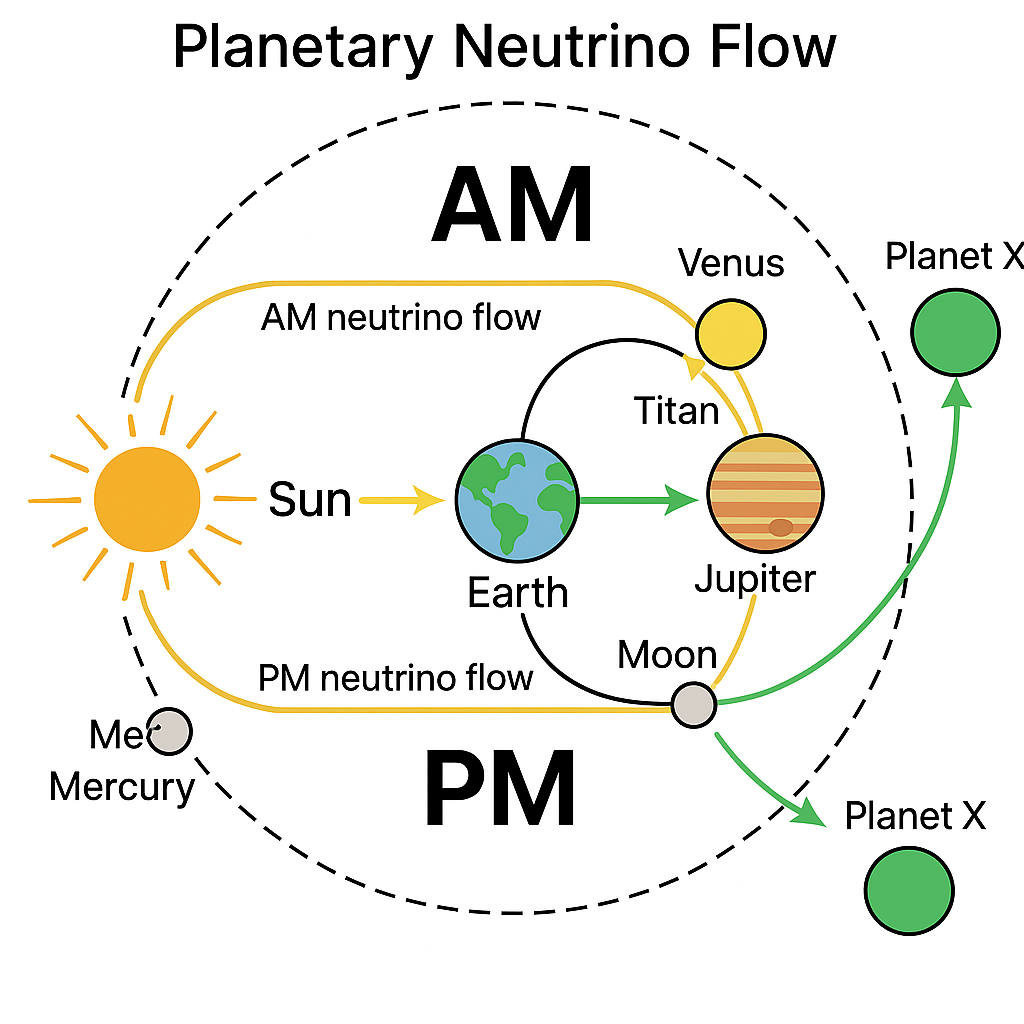 Planetary Neutrino Flow
AM
Venus
Planet X
AM neutrino flow
Titan
Sun
Earth
Jupiter
Moon
PM neutrino flow
Me
Mercury
PM
Planet X